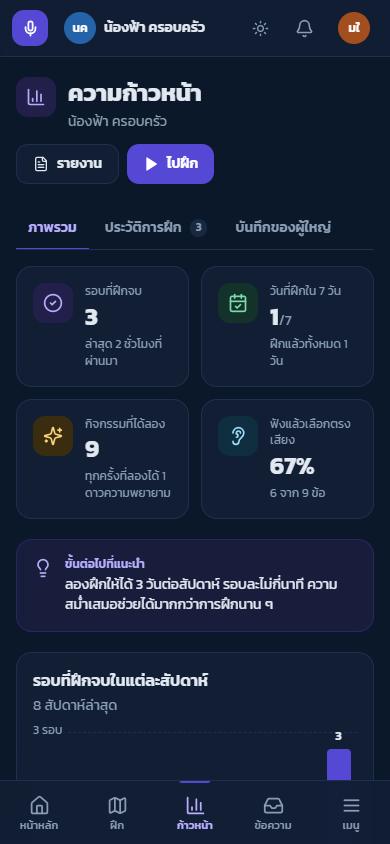 นค น้องฟ้า ครอบครัว มใ
ความก้าวหน้า
น้องฟ้า ครอบครัว
รายงาน ไปฝึก
ภาพรวม ประวัติการฝึก 3 บันทึกของผู้ใหญ่
รอบที่ฝึกจบ
3
ล่าสุด 2 ชั่วโมงที่
ผ่านมา
วันที่ฝึกใน 7 วัน
1/7
ฝึกแล้วทั้งหมด 1
วัน
กิจกรรมที่ได้ลอง
9
ทุกครั้งที่ลองได้ 1
ดาวความพยายาม
ฟังแล้วเลือกตรง
เสียง
67%
6 จาก 9 ข้อ
ขั้นต่อไปที่แนะนำ
ลองฝึกให้ได้ 3 วันต่อสัปดาห์ รอบละไม่กี่นาที ความ
สม่ำเสมอช่วยได้มากกว่าการฝึกนาน ๆ
รอบที่ฝึกจบในแต่ละสัปดาห์
8 สัปดาห์ล่าสุด
3 รอบ
3
หน้าหลัก ฝึก ก้าวหน้า ข้อความ เมนู